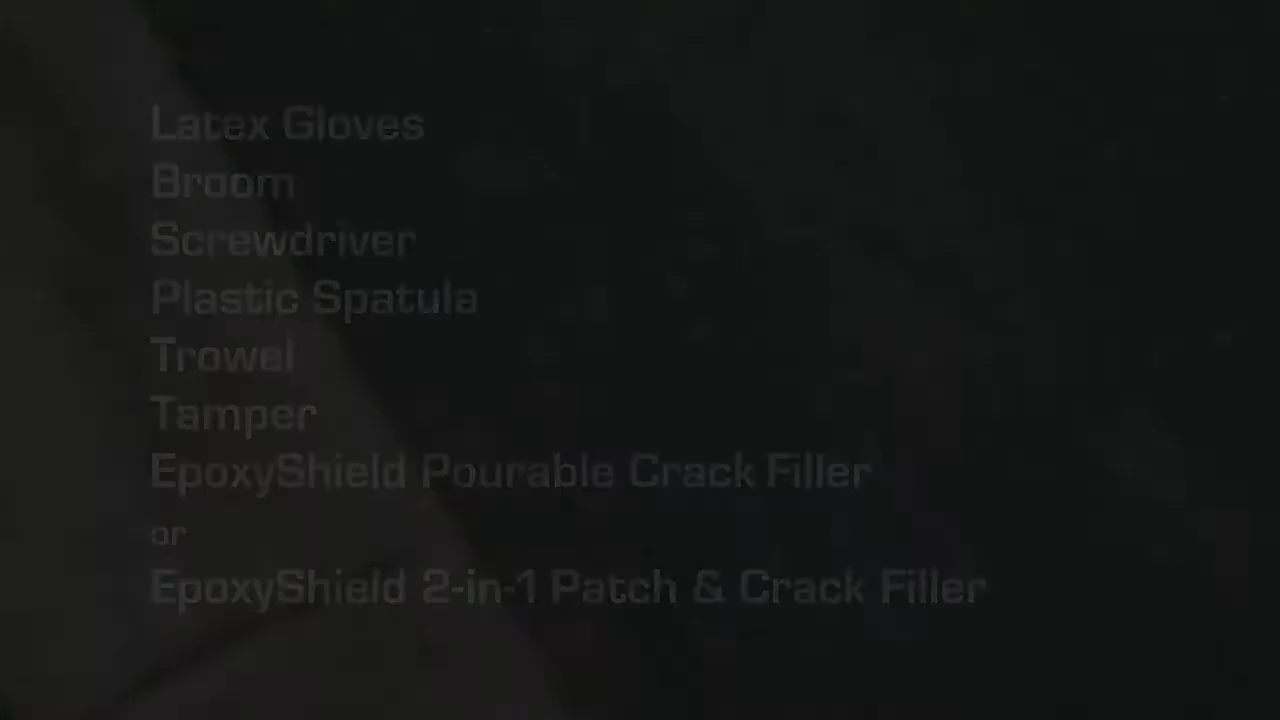 Latex Gloves
Broom
Screwdriver
Plastic Spatula
Trowel
Tamper
EpoxyShield Pourable Crack Filler
or
EpoxyShield 2-in-1 Patch & Crack Filler